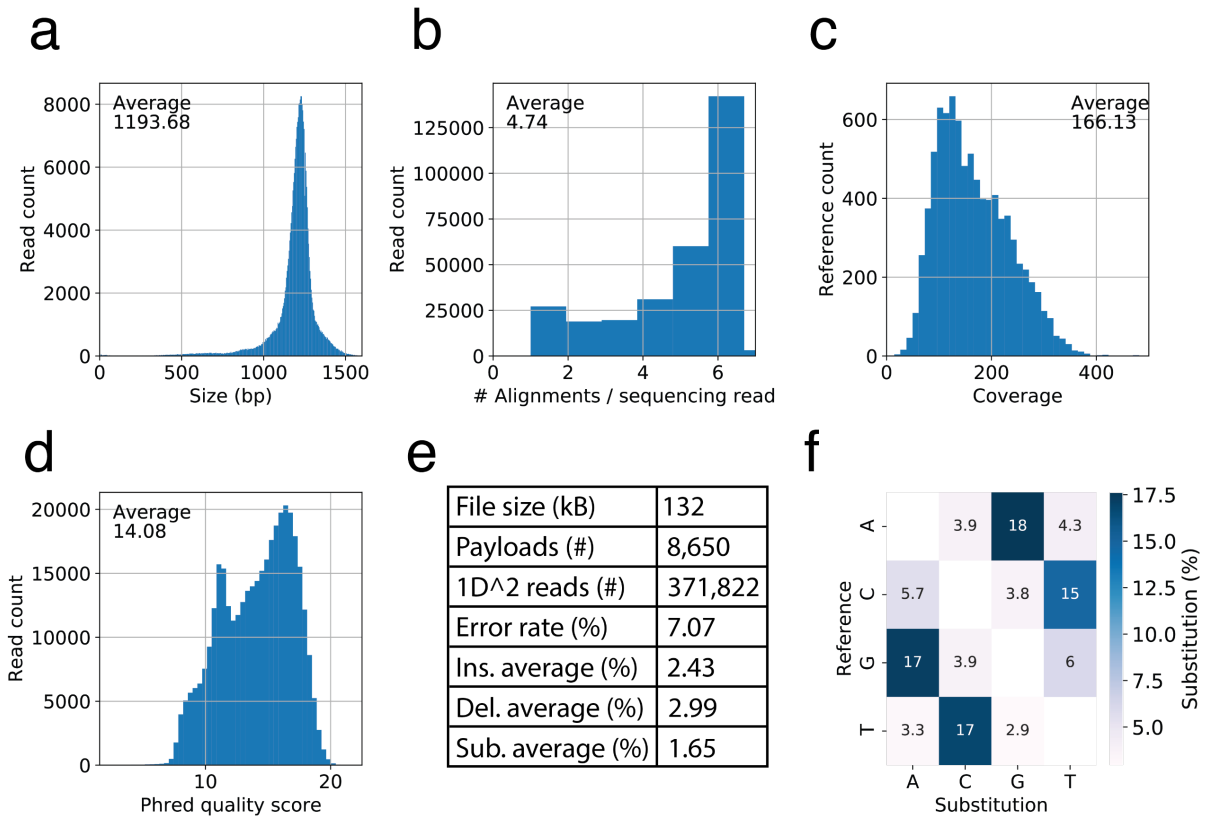 a
Average
1193.68
8000
6000
4000
2000
0
Read count
0 500 1000 1500
Size (bp)
b
Average
4.74
125000
100000
75000
50000
25000
0
Read count
0 2 4 6
# Alignments / sequencing read
c
Average
166.13
600
400
200
0
Reference count
0 200 400
Coverage
d
Average
14.08
20000
15000
10000
5000
0
Read count
10 20
Phred quality score
e
File size (kB) 132
Payloads (#) 8,650
1D^2 reads (#) 371,822
Error rate (%) 7.07
Ins. average (%) 2.43
Del. average (%) 2.99
Sub. average (%) 1.65
f
A 3.9 18 4.3
C 5.7 3.8 15
G 17 3.9 6
T 3.3 17 2.9
Reference
A C G T
Substitution
17.5
15.0
12.5
10.0
7.5
5.0
Substitution (%)